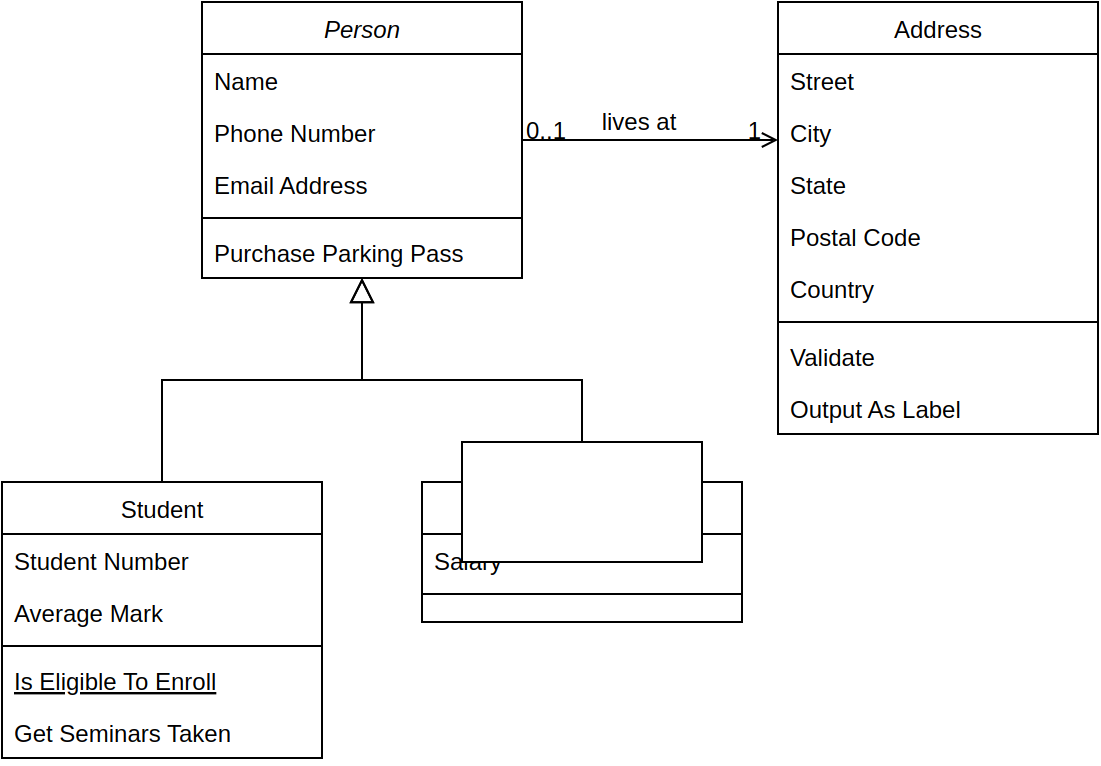 Person
Name
Phone Number
Email Address
Purchase Parking Pass
0..1
lives at
1
Address
Street
City
State
Postal Code
Country
Validate
Output As Label
Student
Student Number
Average Mark
Is Eligible To Enroll
Get Seminars Taken
Salary